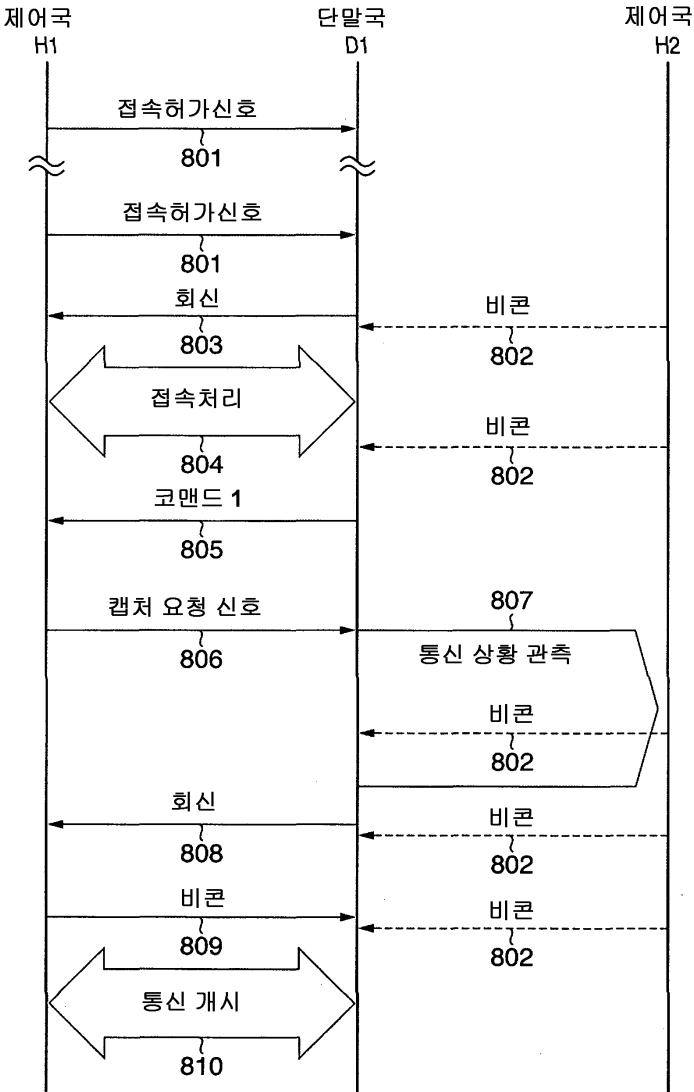 제어국
H1
단말국
D1
제어국
H2
접속허가신호
801
접속허가신호
801
회신
803
비콘
802
접속처리
804
비콘
802
코맨드 1
805
캡처 요청 신호
806
807
통신 상황 관측
비콘
802
회신
808
비콘
802
비콘
809
비콘
802
통신 개시
810